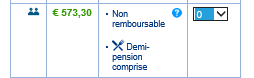 € 573,30
• Non
remboursable
?
0
• Demi-
pension
comprise